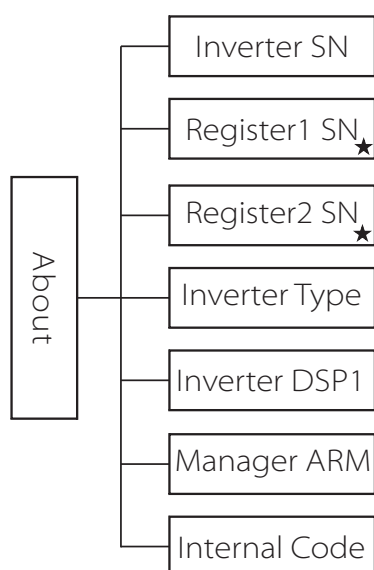 About
Inverter SN
Register1 SN
Register2 SN
Inverter Type
Inverter DSP1
Manager ARM
Internal Code